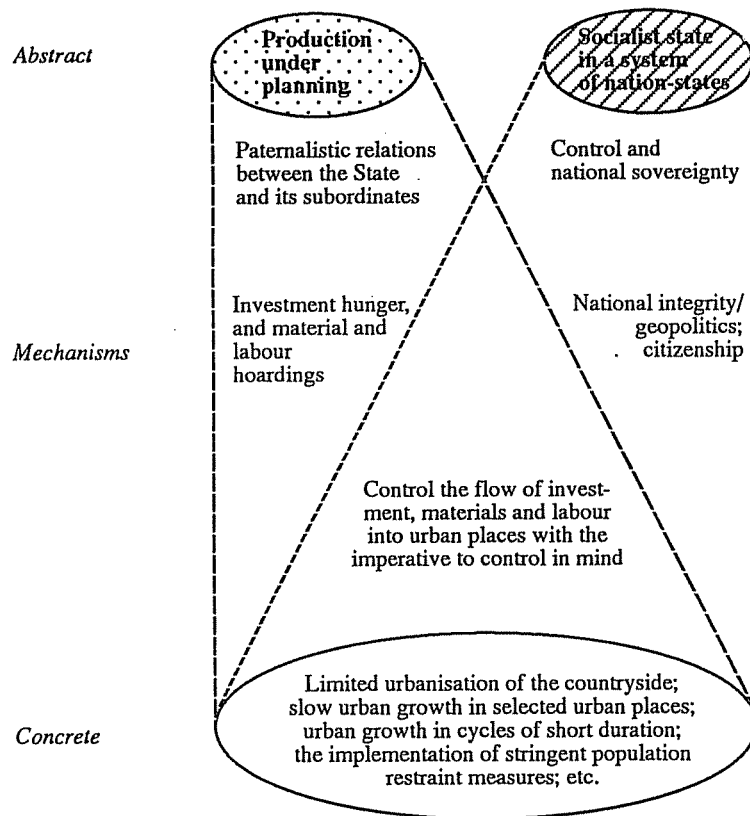 Abstract
Production
under
planning
Socialist state
in a system
of nation-states
Paternalistic relations
between the State
and its subordinates
Control and
national sovereignty
Mechanisms
Investment hunger,
and material and
labour
hoardings
National integrity/
geopolitics;
citizenship
Control the flow of invest-
ment, materials and labour
into urban places with the
imperative to control in mind
Concrete
Limited urbanisation of the countryside;
slow urban growth in selected urban places;
urban growth in cycles of short duration;
the implementation of stringent population
restraint measures; etc.